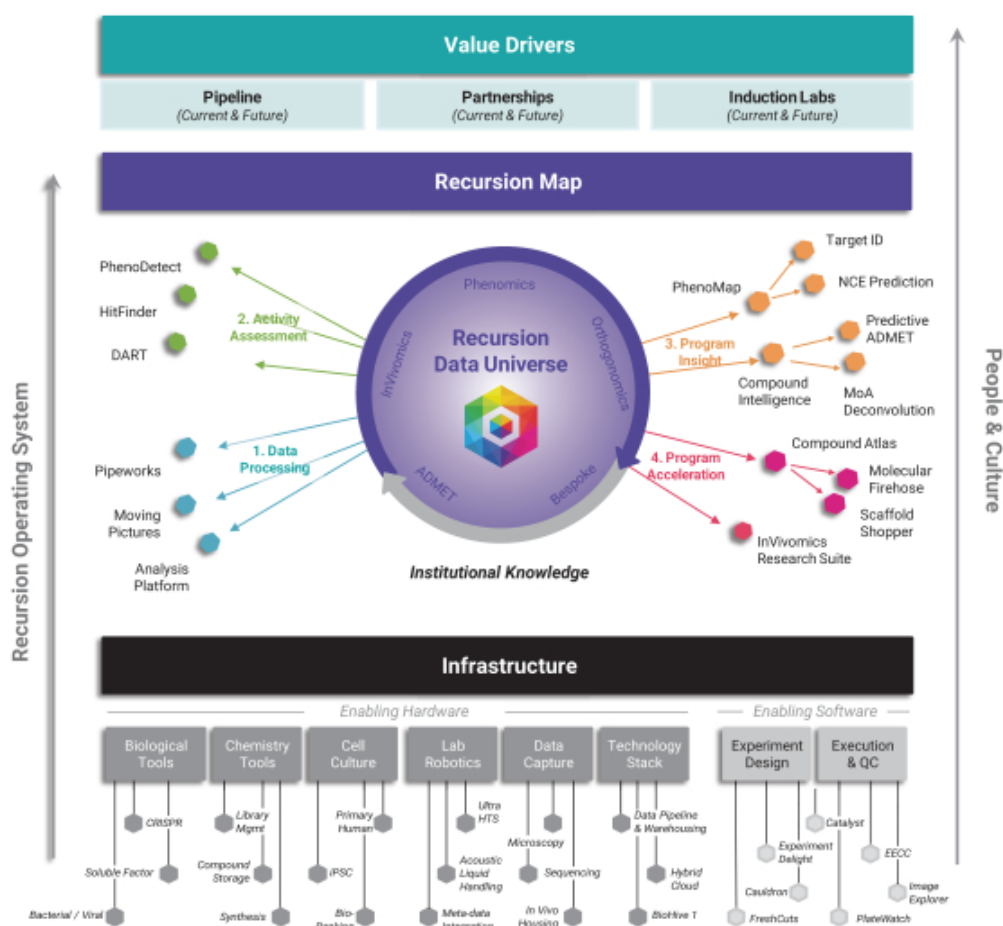 Value Drivers
Pipeline
(Current & Future)
Partnerships
(Current & Future)
Induction Labs
(Current & Future)
Recursion Map
PhenoDetect
HitFinder
DART
2. Activity
Assessment
Pipeworks
Moving
Pictures
Analysis
Platform
1. Data
Processing
Phenomics
InVivomics
Orthogonomics
ADMET
Bespoke
Recursion
Data Universe
Institutional Knowledge
3. Program
Insight
PhenoMap
Target ID
NCE Prediction
Compound
Intelligence
Predictive
ADMET
MoA
Deconvolution
4. Program
Acceleration
Compound Atlas
Molecular
Firehose
Scaffold
Shopper
InVivomics
Research Suite
Recursion Operating System
People & Culture
Infrastructure
Enabling Hardware
Enabling Software
Biological
Tools
Chemistry
Tools
Cell
Culture
Lab
Robotics
Data
Capture
Technology
Stack
Experiment
Design
Execution
& QC
CRISPR
Soluble Factor
Bacterial / Viral
Library
Mgmt
Compound
Storage
Synthesis
Primary
Human
iPSC
Bio-
Ultra
HTS
Acoustic
Liquid
Handling
Meta-data
Microscopy
Sequencing
In Vivo
Housing
Data Pipeline
& Warehousing
Hybrid
Cloud
BioHive 1
Experiment
Delight
Cauldron
FreshCuts
Catalyst
EECC
Image
Explorer
PlateWatch